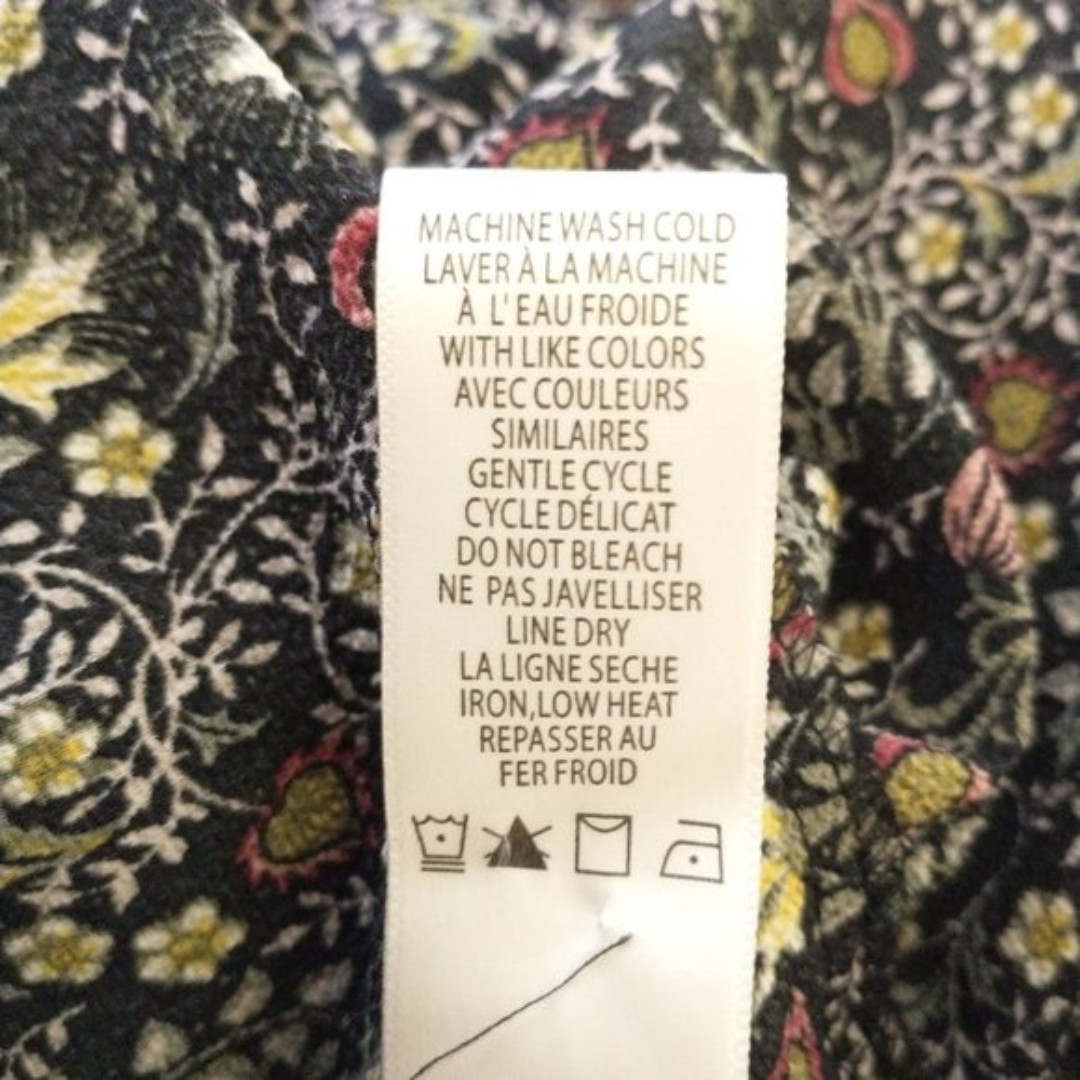 MACHINE WASH COLD
LAVER À LA MACHINE
À L'EAU FROIDE
WITH LIKE COLORS
AVEC COULEURS
SIMILAIRES
GENTLE CYCLE
CYCLE DÉLICAT
DO NOT BLEACH
NE PAS JAVELLISER
LINE DRY
LA LIGNE SECHE
IRON,LOW HEAT
REPASSER AU
FER FROID